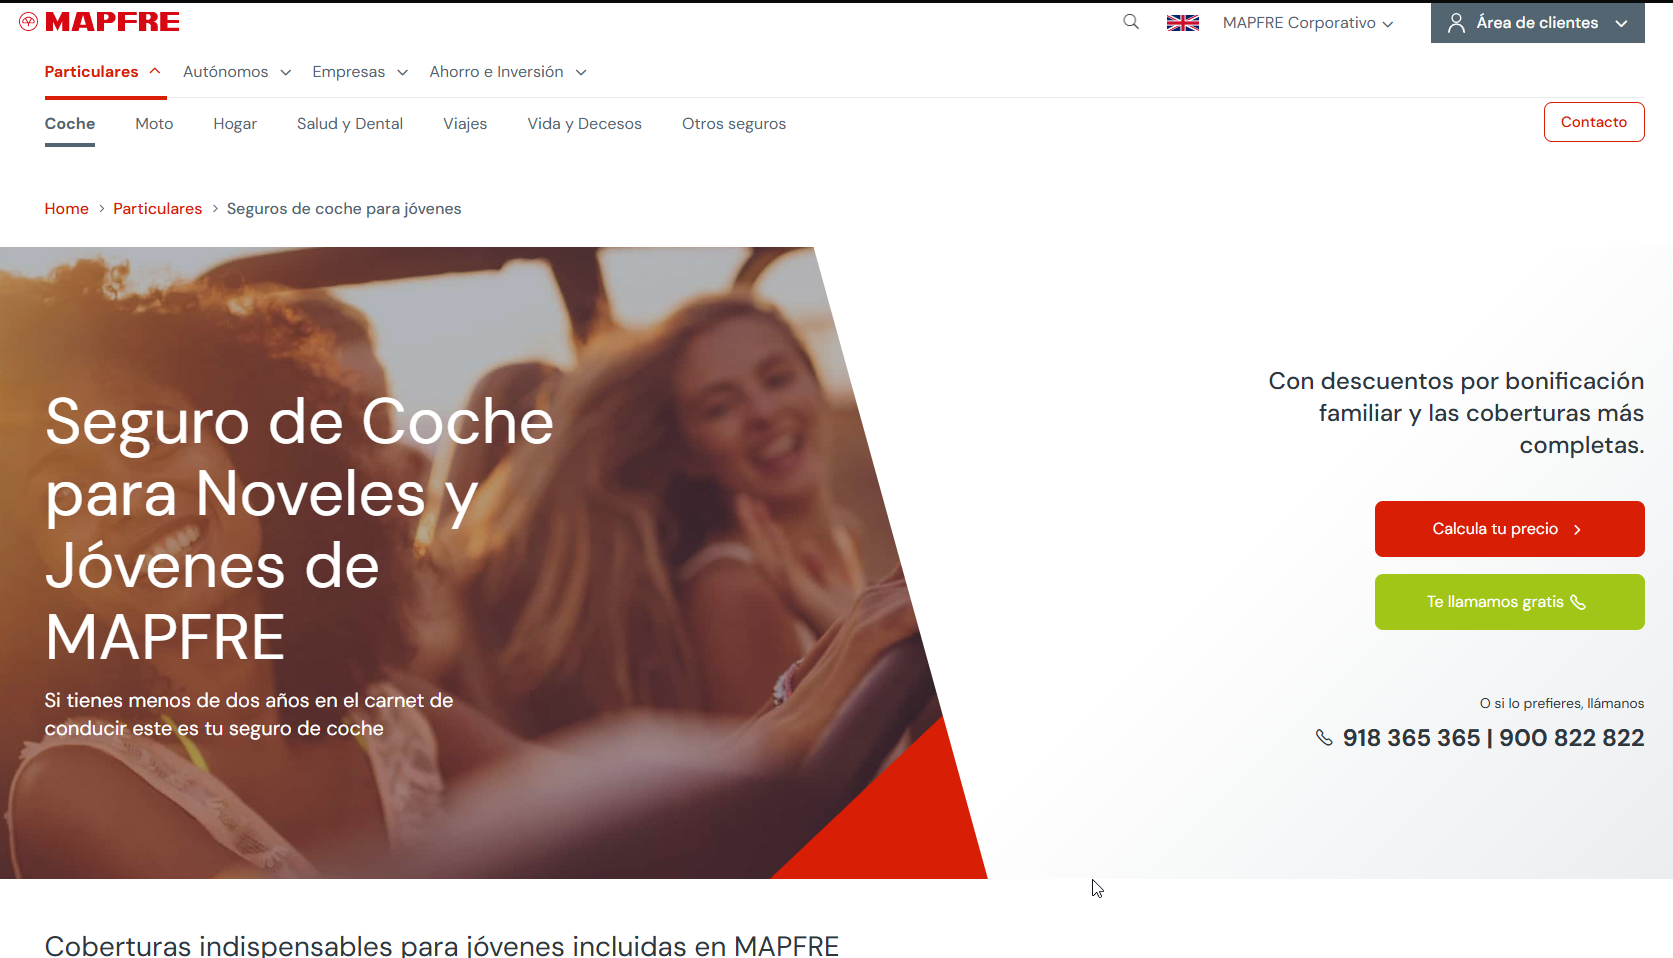 MAPFRE
MAPFRE Corporativo
Área de clientes
Particulares
Autónomos
Empresas
Ahorro e Inversión
Coche
Moto
Hogar
Salud y Dental
Viajes
Vida y Decesos
Otros seguros
Contacto
Home > Particulares > Seguros de coche para jóvenes
Seguro de Coche
para Noveles y
Jóvenes de
MAPFRE
Si tienes menos de dos años en el carnet de
conducir este es tu seguro de coche
Con descuentos por bonificación
familiar y las coberturas más
completas.
Calcula tu precio >
Te llamamos gratis
O si lo prefieres, llámanos
918 365 365 | 900 822 822
Coberturas indispensables para jóvenes incluidas en MAPFRE